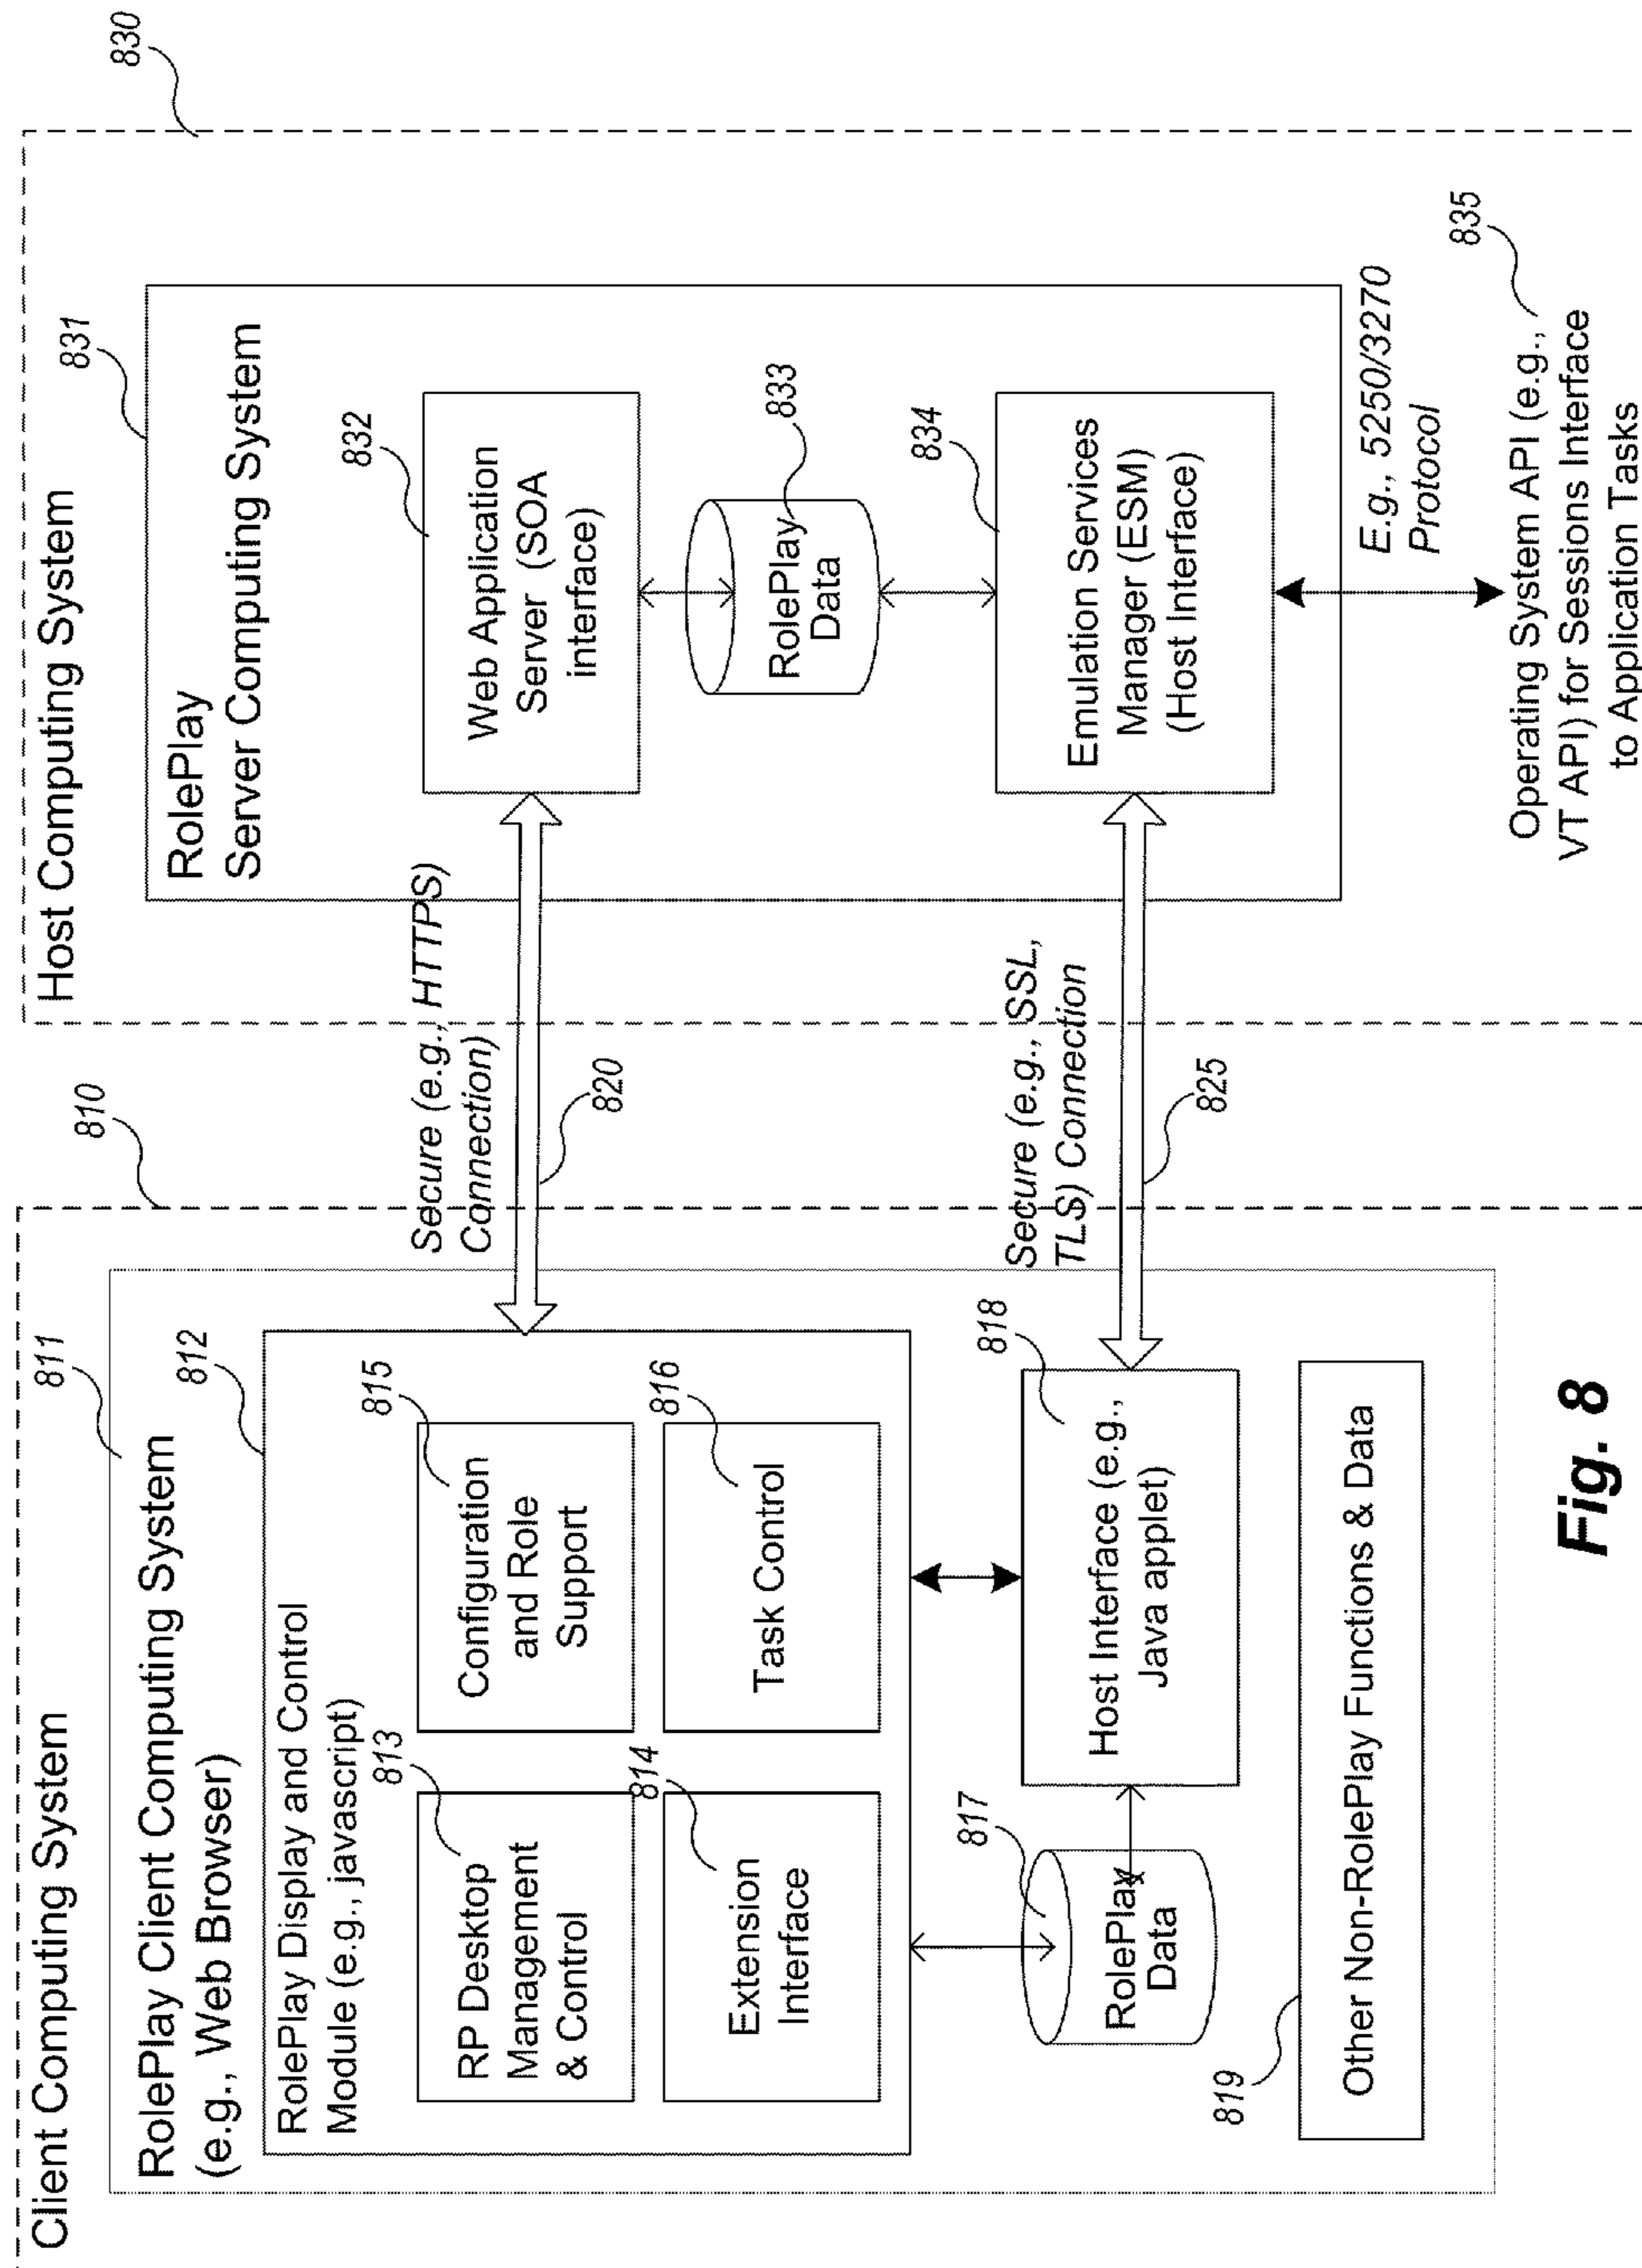 Client Computing System
810
811
RolePlay Client Computing System
(e.g., Web Browser)
812
RolePlay Display and Control
Module (e.g., javascript)
813
RP Desktop
Management
& Control
815
Configuration
and Role
Support
814
Extension
Interface
816
Task Control
817
RolePlay
Data
818
Host Interface (e.g.,
Java applet)
819
Other Non-RolePlay Functions & Data
Secure (e.g., HTTPS)
Connection)
820
Secure (e.g., SSL,
TLS) Connection
825
Host Computing System
830
831
RolePlay
Server Computing System
832
Web Application
Server (SOA
interface)
833
RolePlay
Data
834
Emulation Services
Manager (ESM)
(Host Interface)
E.g., 5250/3270
Protocol
835
Operating System API (e.g.,
VT API) for Sessions Interface
to Application Tasks
Fig. 8